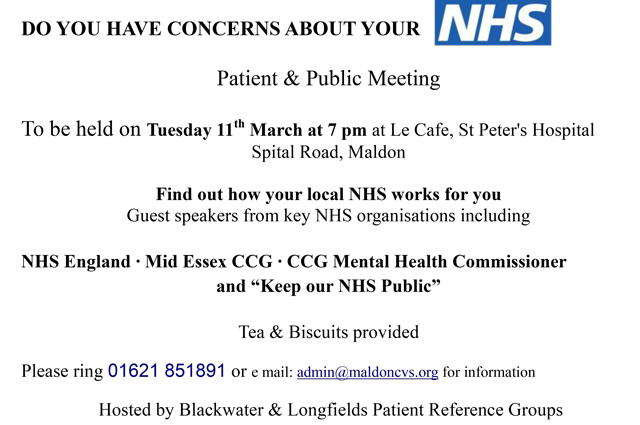 DO YOU HAVE CONCERNS ABOUT YOUR NHS
Patient & Public Meeting
To be held on Tuesday 11th March at 7 pm at Le Cafe, St Peter's Hospital
Spital Road, Maldon
Find out how your local NHS works for you
Guest speakers from key NHS organisations including
NHS England · Mid Essex CCG · CCG Mental Health Commissioner
and “Keep our NHS Public”
Tea & Biscuits provided
Please ring 01621 851891 or e mail: admin@maldoncvs.org for information
Hosted by Blackwater & Longfields Patient Reference Groups